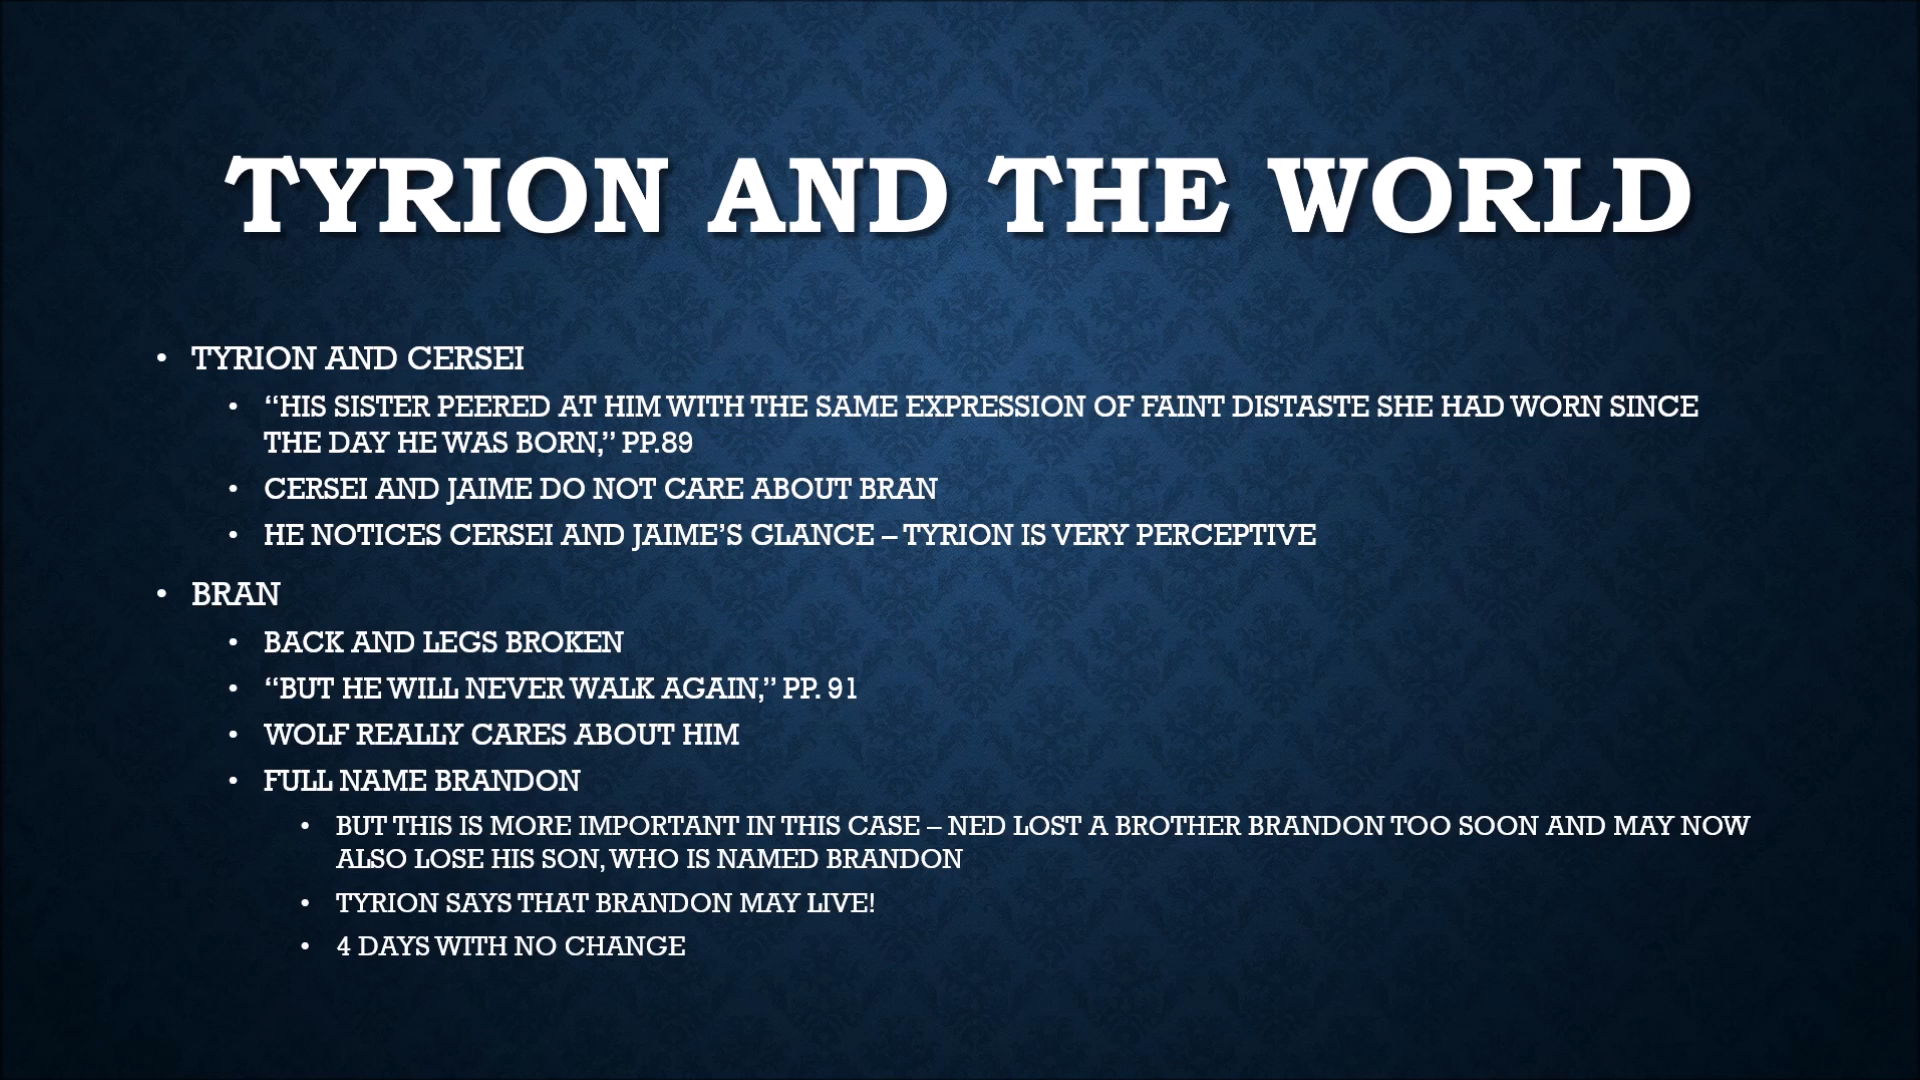 TYRION AND THE WORLD
• TYRION AND CERSEI
• “HIS SISTER PEERED AT HIM WITH THE SAME EXPRESSION OF FAINT DISTASTE SHE HAD WORN SINCE
THE DAY HE WAS BORN,” PP.89
• CERSEI AND JAIME DO NOT CARE ABOUT BRAN
• HE NOTICES CERSEI AND JAIME’S GLANCE – TYRION IS VERY PERCEPTIVE
• BRAN
• BACK AND LEGS BROKEN
• “BUT HE WILL NEVER WALK AGAIN,” PP. 91
• WOLF REALLY CARES ABOUT HIM
• FULL NAME BRANDON
• BUT THIS IS MORE IMPORTANT IN THIS CASE – NED LOST A BROTHER BRANDON TOO SOON AND MAY NOW
ALSO LOSE HIS SON, WHO IS NAMED BRANDON
• TYRION SAYS THAT BRANDON MAY LIVE!
• 4 DAYS WITH NO CHANGE